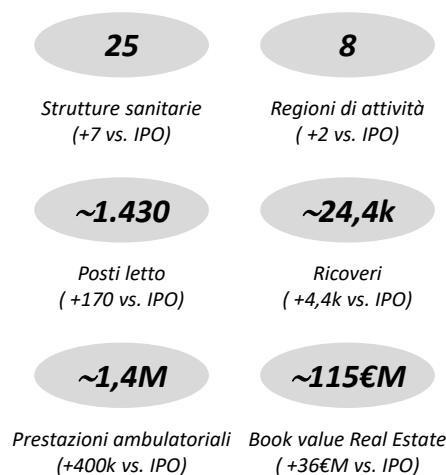 25
8
Strutture sanitarie
(+7 vs. IPO)
Regioni di attività
( +2 vs. IPO)
~1.430
~24,4k
Posti letto
( +170 vs. IPO)
Ricoveri
( +4,4k vs. IPO)
~1,4M
~115€M
Prestazioni ambulatoriali
(+400k vs. IPO)
Book value Real Estate
( +36€M vs. IPO)